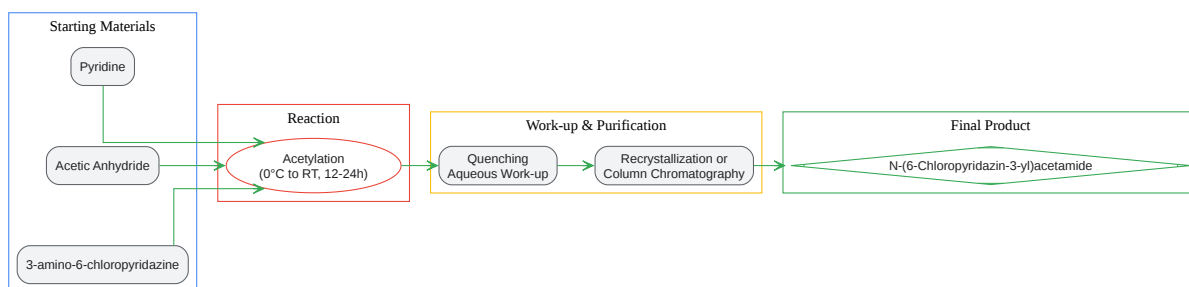 Starting Materials
Pyridine
Acetic Anhydride
3-amino-6-chloropyridazine
Reaction
Acetylation
(0°C to RT, 12-24h)
Work-up & Purification
Quenching
Aqueous Work-up
Recrystallization or
Column Chromatography
Final Product
N-(6-Chloropyridazin-3-yl)acetamide